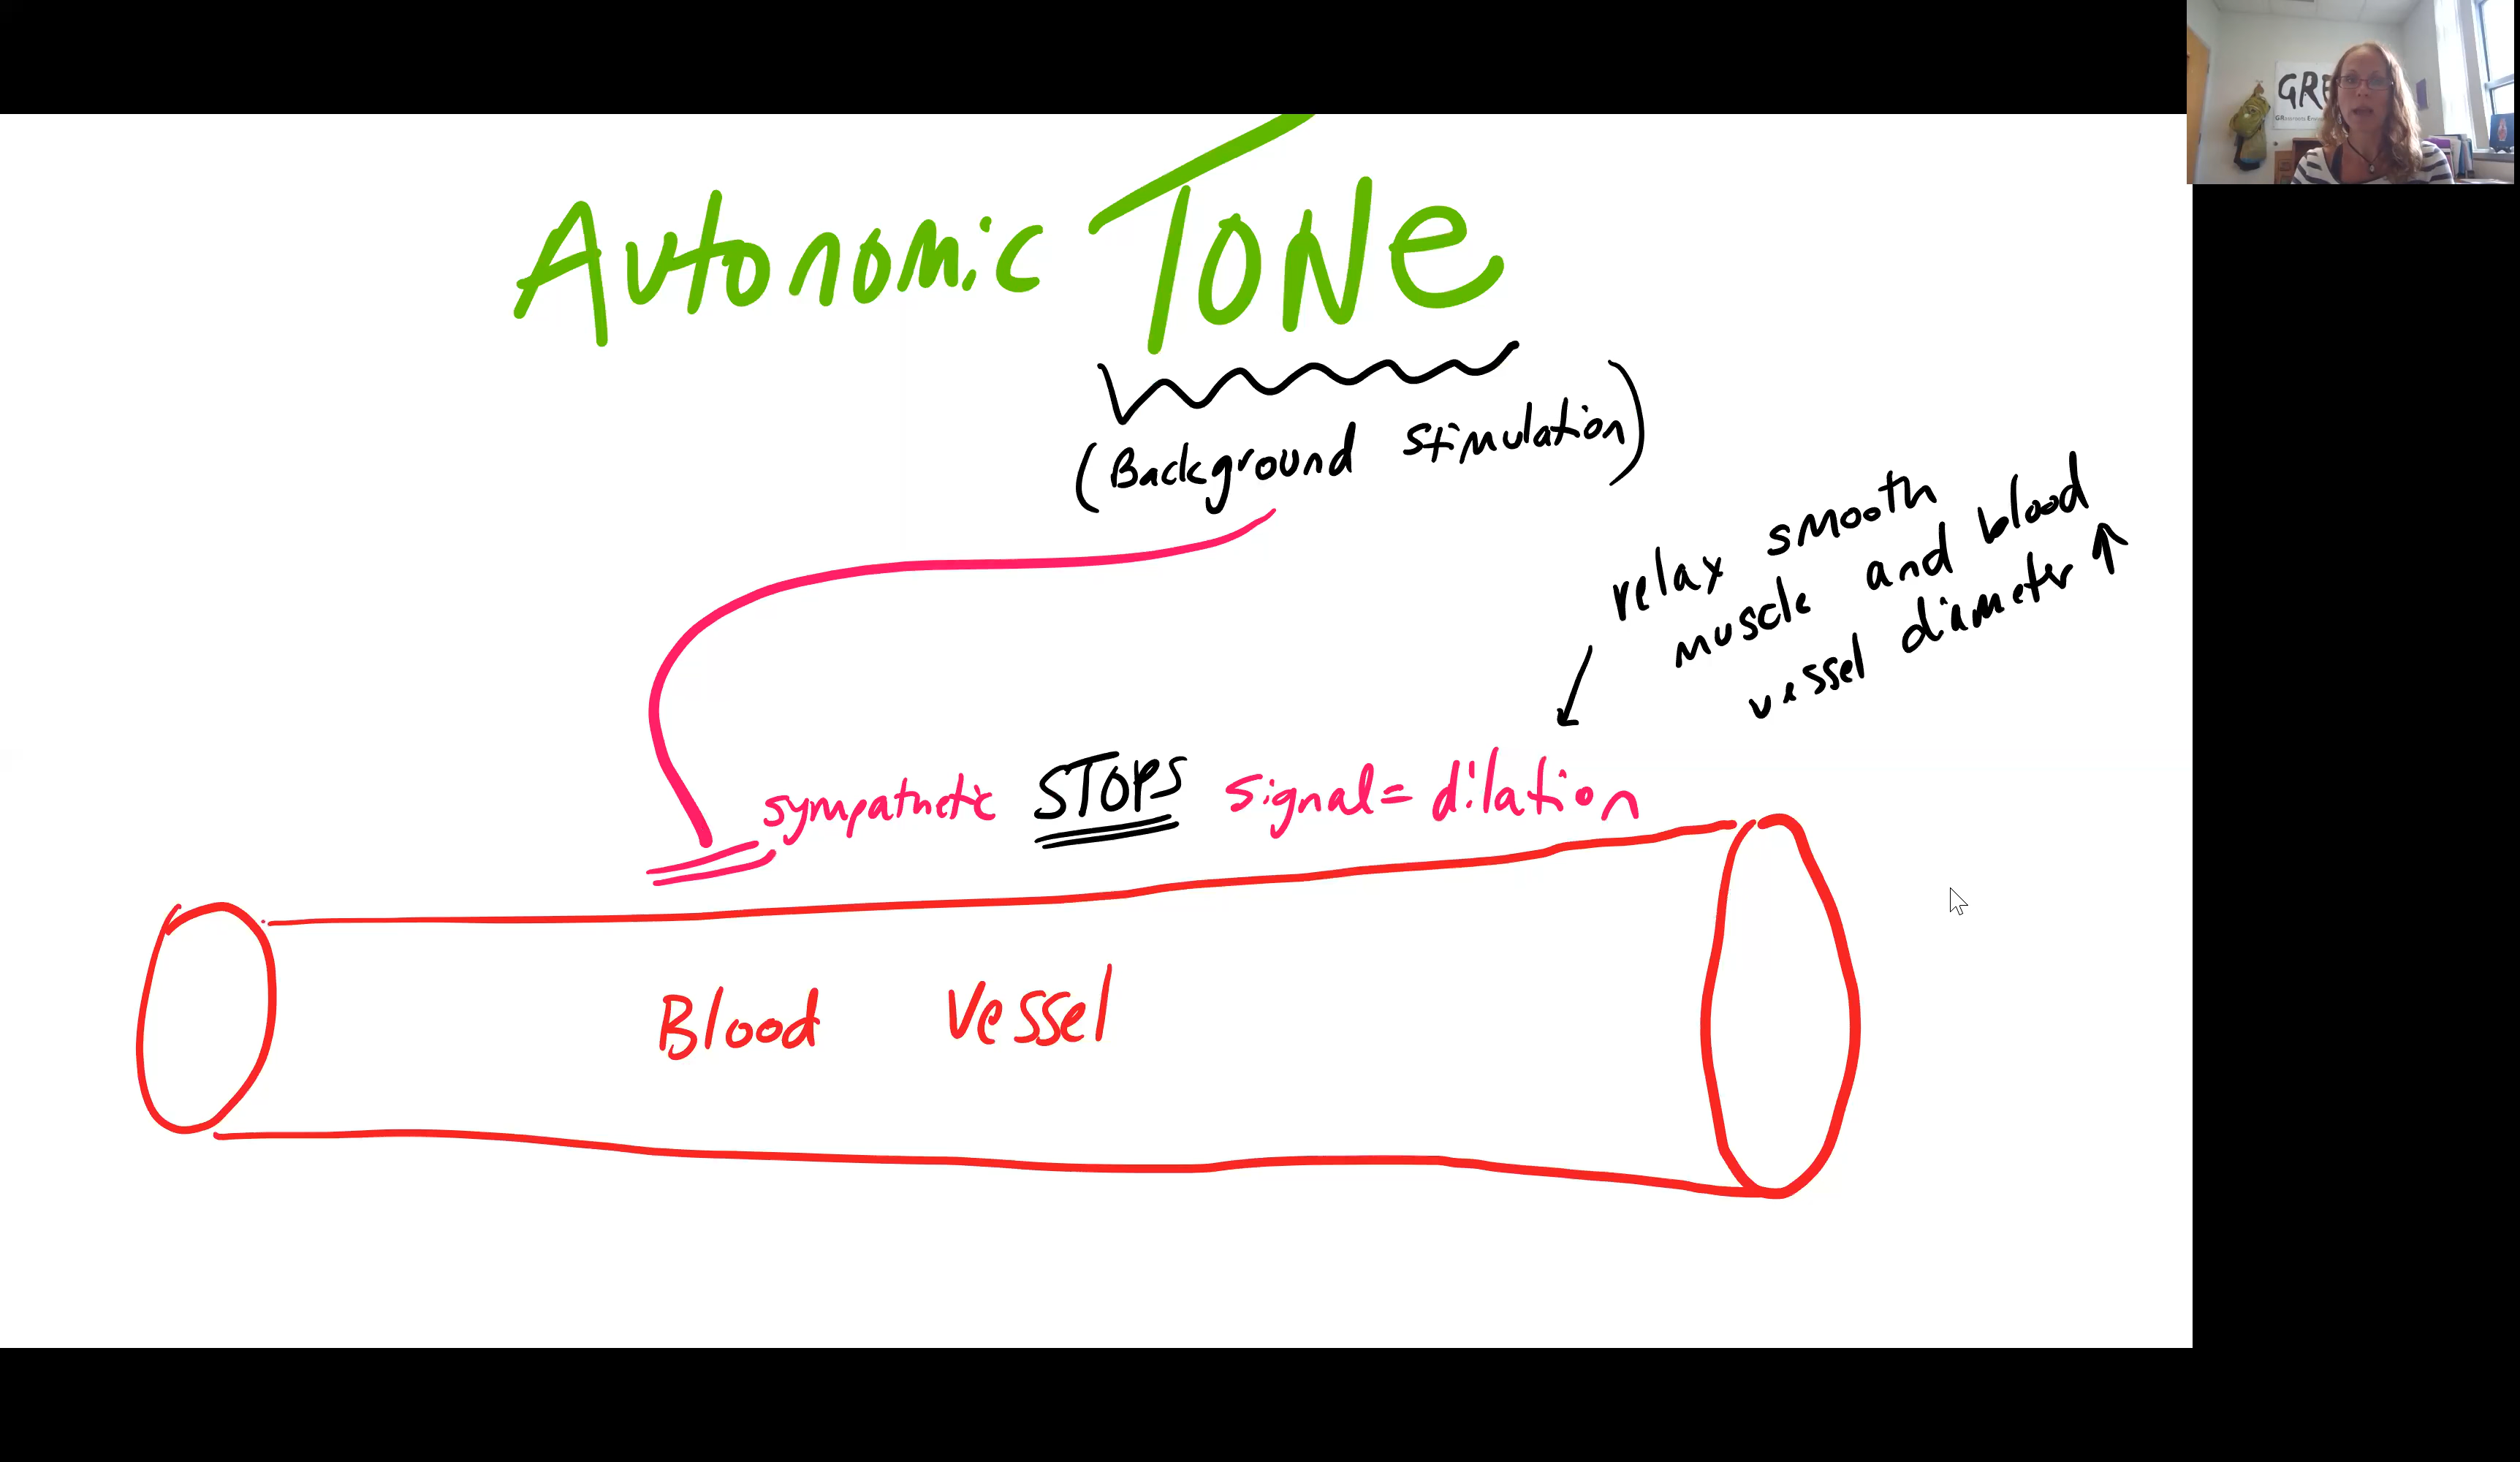 Autonomic Tone
(Background stimulation)
relax smooth
muscle and blood
vessel diameter ↑
sympathetic STOPS signal = dilation
Blood Vessel